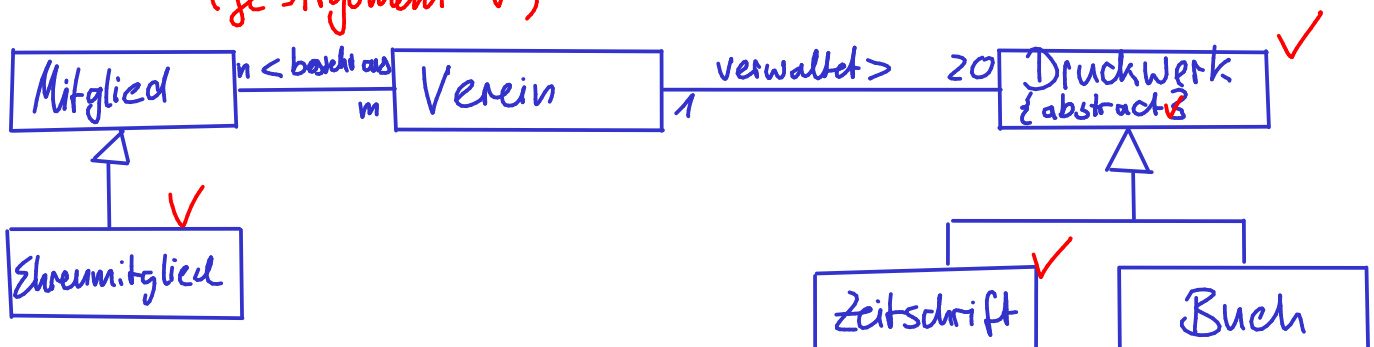 Mitglied
n < besteht aus
m
Verein
verwaltet > 20
1
Druckwerk
{abstract}
Ehrenmitglied
Zeitschrift
Buch